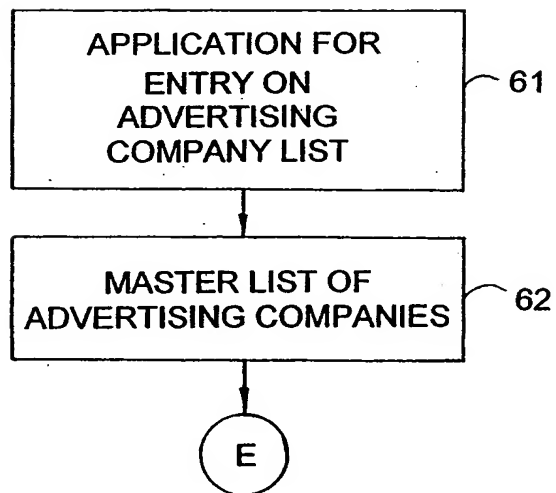 APPLICATION FOR
ENTRY ON
ADVERTISING
COMPANY LIST
61
MASTER LIST OF
ADVERTISING COMPANIES
62
E